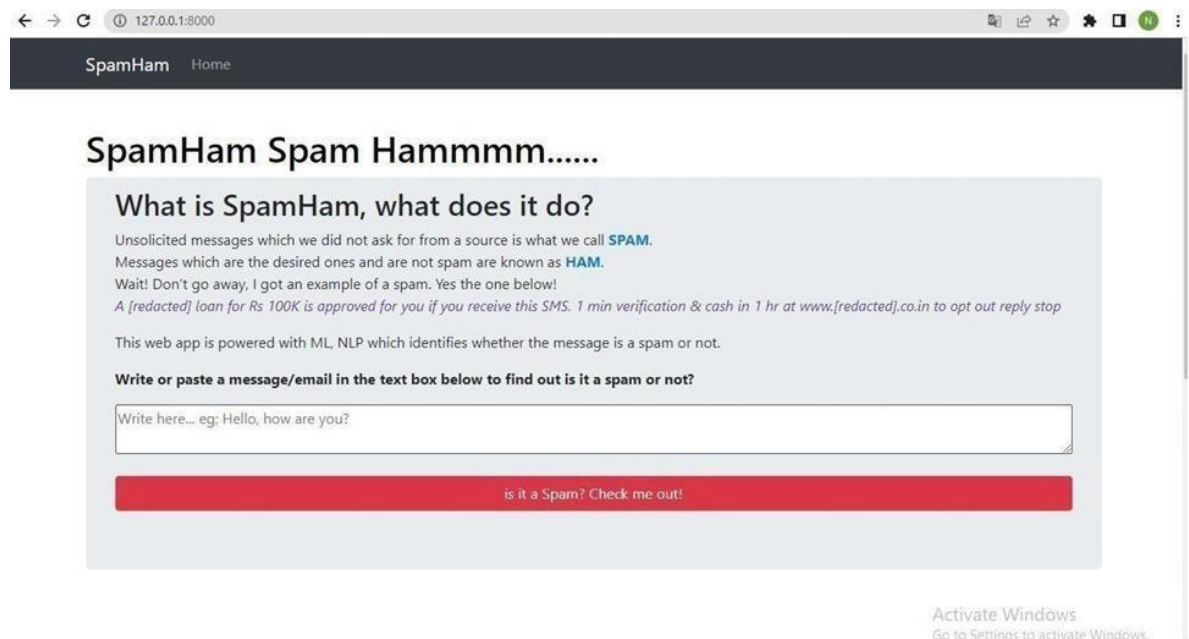 127.0.0.1:8000
N
SpamHam Home
SpamHam Spam Hammmm......
What is SpamHam, what does it do?
Unsolicited messages which we did not ask for from a source is what we call SPAM.
Messages which are the desired ones and are not spam are known as HAM.
Wait! Don't go away, I got an example of a spam. Yes the one below!
A [redacted] loan for Rs 100K is approved for you if you receive this SMS. 1 min verification & cash in 1 hr at www.[redacted].co.in to opt out reply stop
This web app is powered with ML, NLP which identifies whether the message is a spam or not.
Write or paste a message/email in the text box below to find out is it a spam or not?
Write here... eg; Hello, how are you?
is it a Spam? Check me out!
Activate Windows
Go to Settings to activate Windows.